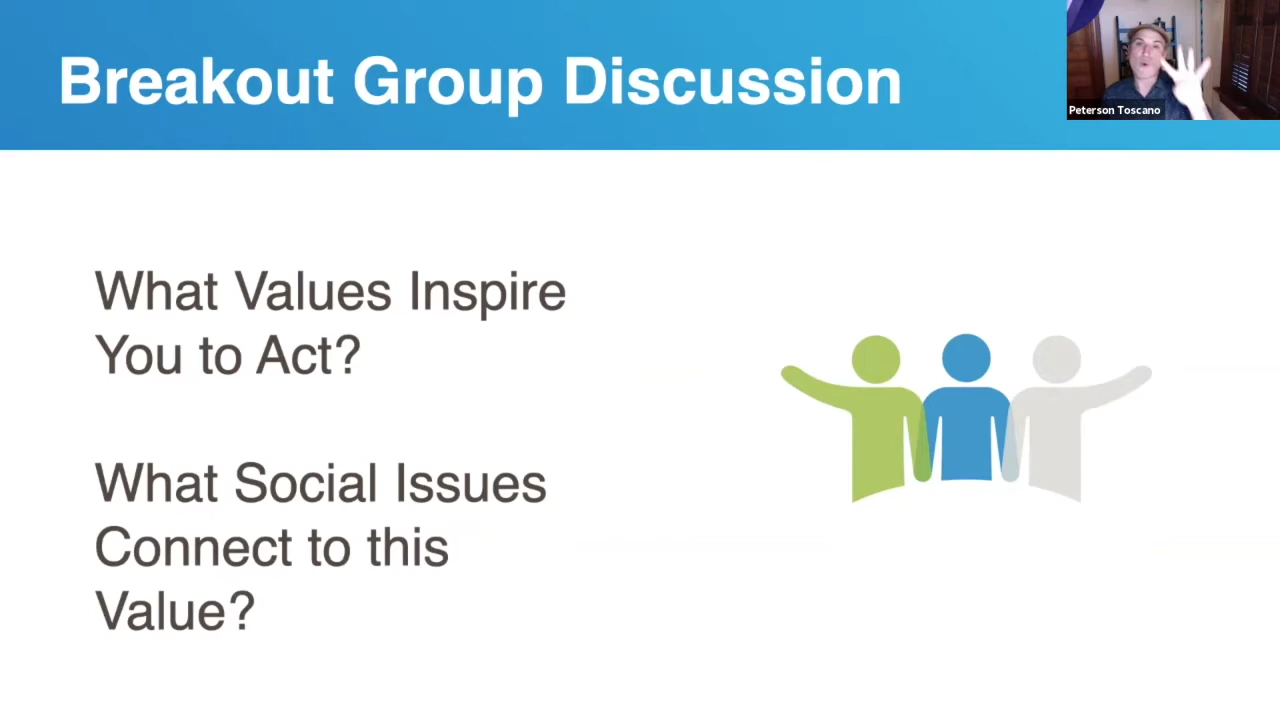 Breakout Group Discussion
Peterson Toscano
What Values Inspire
You to Act?
What Social Issues
Connect to this
Value?